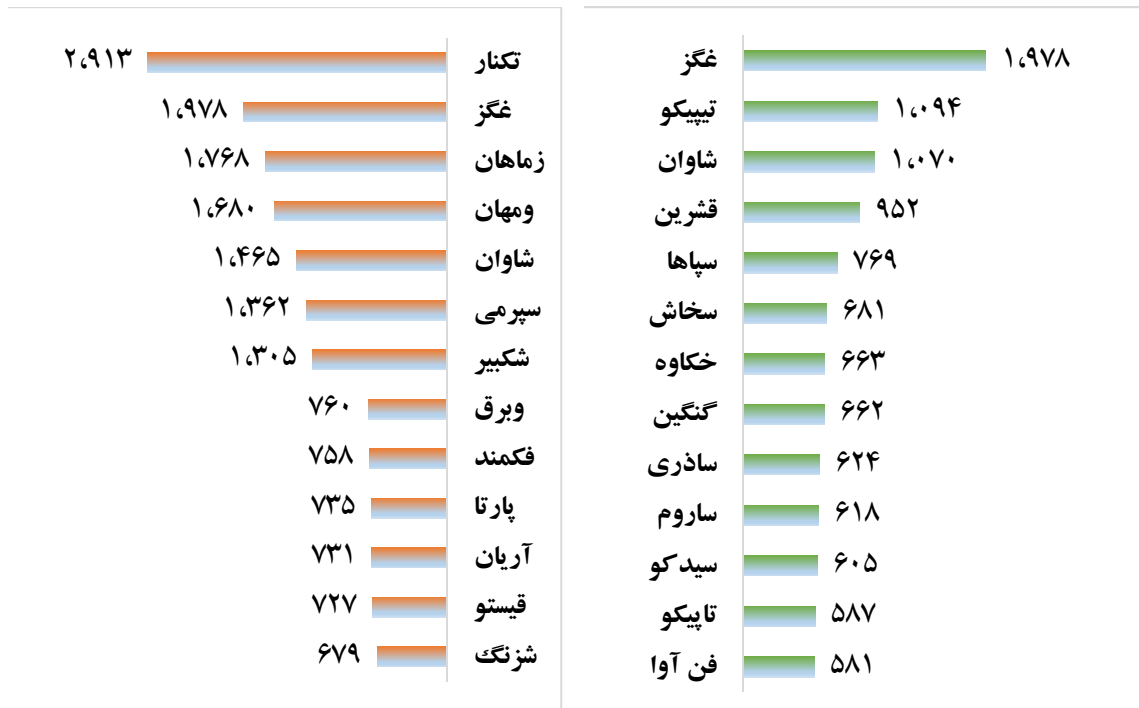 غگز ۱،۹۷۸
تیپیکو ۱،۰۹۴
شاوان ۱،۰۷۰
قشرین ۹۵۲
سپاها ۷۶۹
سخاش ۶۸۱
خکاوه ۶۶۳
گنگین ۶۶۲
ساذری ۶۲۴
ساروم ۶۱۸
سیدکو ۶۰۵
تاپیکو ۵۸۷
فن آوا ۵۸۱
تکنار ۲،۹۱۳
غگز ۱،۹۷۸
زماهان ۱،۷۶۸
ومهان ۱،۶۸۰
شاوان ۱،۴۶۵
سپرمی ۱،۳۶۲
شکبیر ۱،۳۰۵
وبرق ۷۶۰
فکمند ۷۵۸
پارتا ۷۳۵
آریان ۷۳۱
قیستو ۷۲۷
شزنگ ۶۷۹